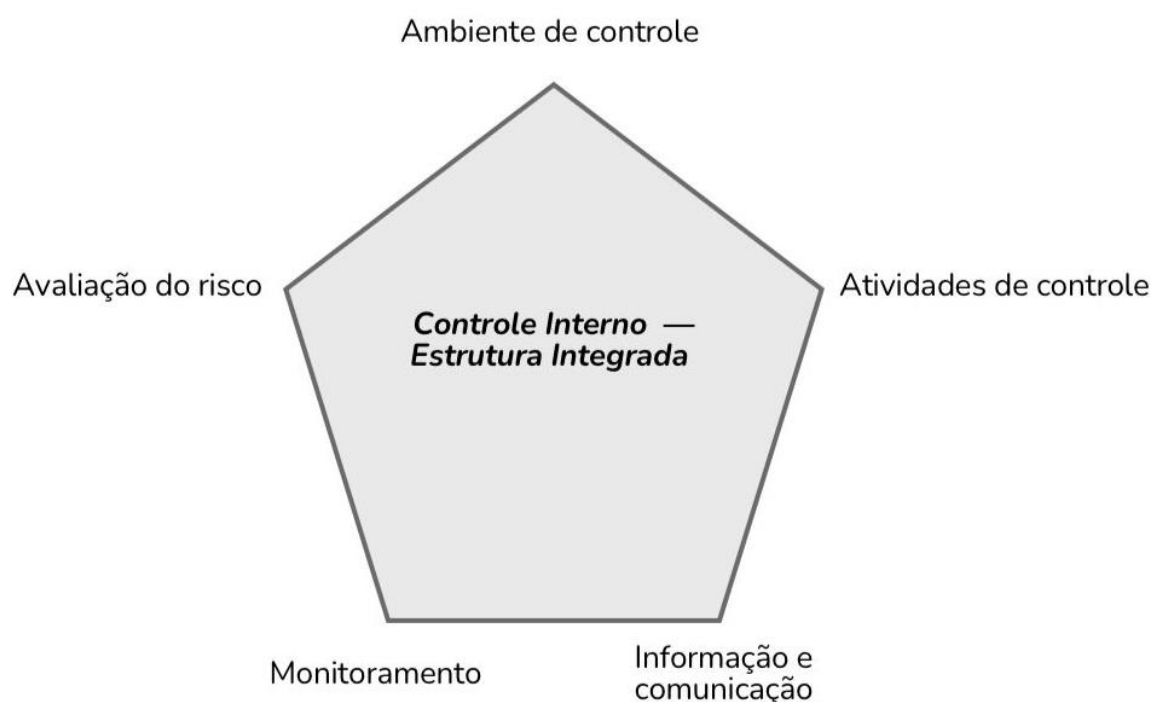 Ambiente de controle
Avaliação do risco
Atividades de controle
Controle Interno —
Estrutura Integrada
Monitoramento
Informação e
comunicação